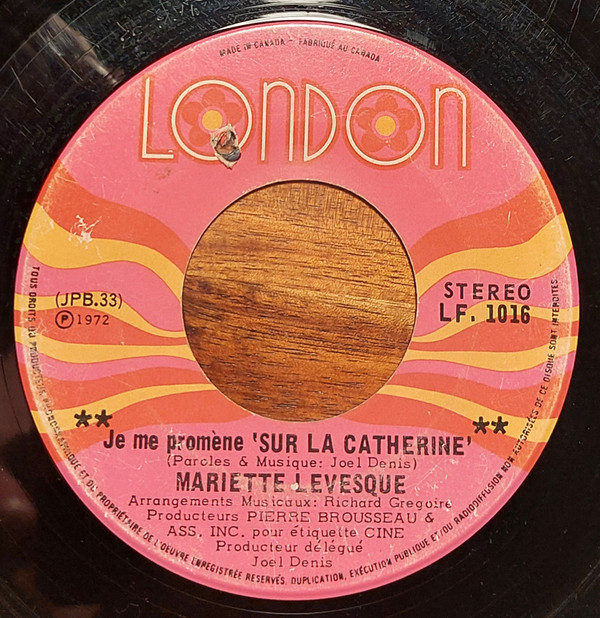 MADE IN CANADA - FABRIQUÉ AU CANADA
LONDON
(JPB.33)
℗ 1972
STEREO
LF. 1016
** Je me promène 'SUR LA CATHERINE' **
(Paroles & Musique: Joel Denis)
MARIETTE LEVESQUE
Arrangements Musicaux: Richard Gregoire
Producteurs PIERRE BROUSSEAU &
ASS, INC. pour étiquette CINE
Producteur délégué
Joel Denis
TOUS DROITS DU PRODUCTEUR PHONOGRAPHIQUE ET DU PROPRIÉTAIRE DE L'OEUVRE ENREGISTRÉE RESERVÉS. DUPLICATION, EXÉCUTION PUBLIQUE ET/OU RADIODIFFUSION NON AUTORISÉES DE CE DISQUE SONT INTERDITES.